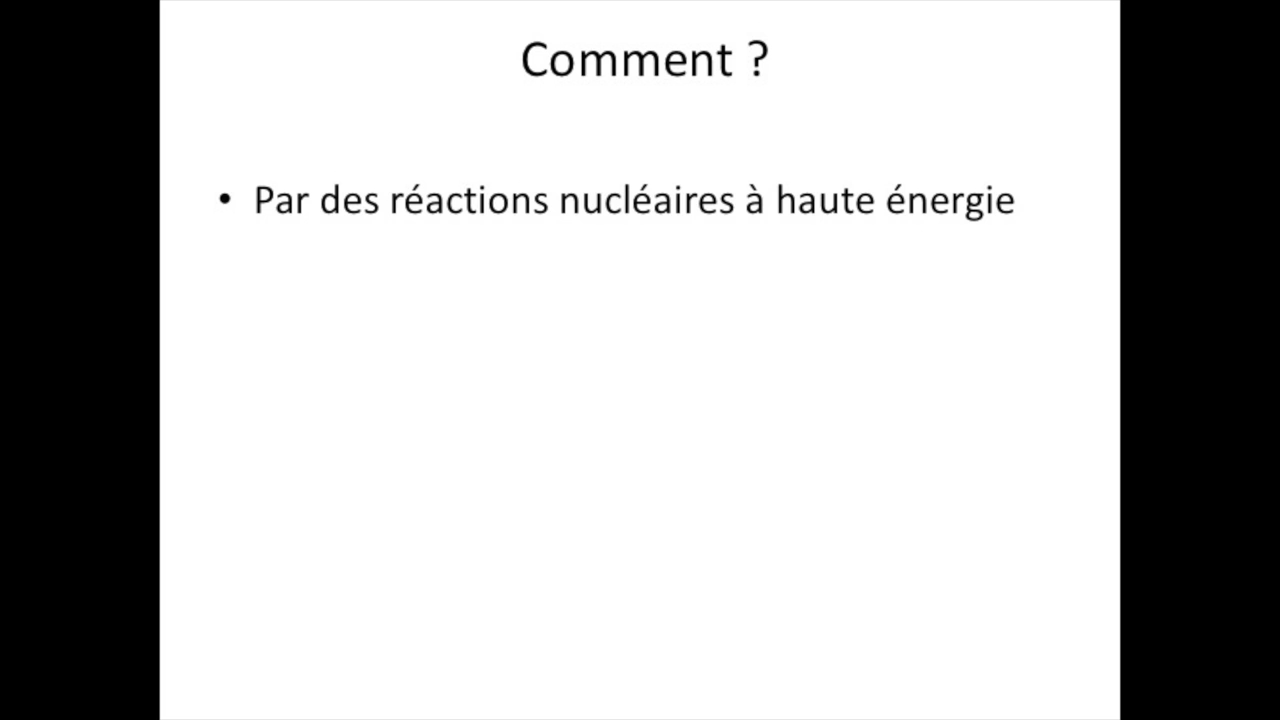 Comment ?
• Par des réactions nucléaires à haute énergie